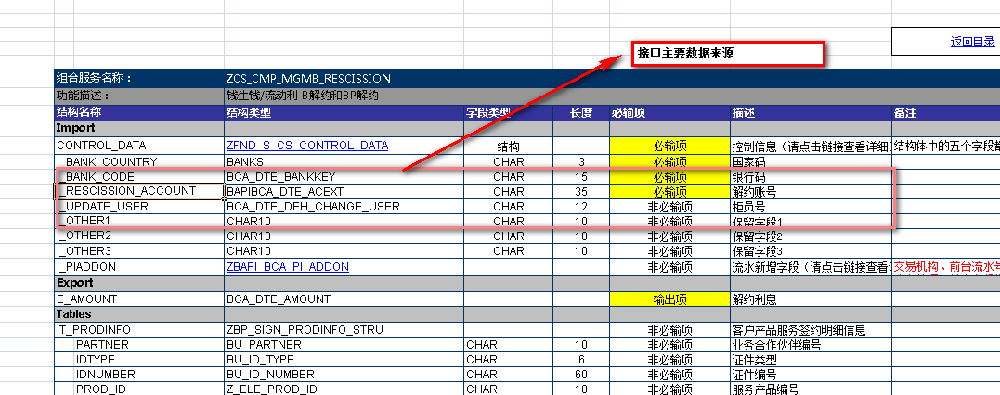 返回目录
接口主要数据来源
组合服务名称： ZCS_CMP_MGMB_RESCISSION
功能描述： 钱生钱/流动利 B解约和BP解约
结构名称 结构类型 字段类型 长度 必输项 描述 备注
Import
CONTROL_DATA ZFND_S_CS_CONTROL_DATA 结构 必输项 控制信息（请点击链接查看详细 结构体中的五个字段都
I_BANK_COUNTRY BANKS CHAR 3 必输项 国家码
_BANK_CODE BCA_DTE_BANKKEY CHAR 15 必输项 银行码
_RESCISSION_ACCOUNT BAPIBCA_DTE_ACEXT CHAR 35 必输项 解约账号
_UPDATE_USER BCA_DTE_DEH_CHANGE_USER CHAR 12 非必输项 柜员号
_OTHER1 CHAR10 CHAR 10 非必输项 保留字段1
I_OTHER2 CHAR10 CHAR 10 非必输项 保留字段2
I_OTHER3 CHAR10 CHAR 10 非必输项 保留字段3
I_PIADDON ZBAPI_BCA_PI_ADDON 非必输项 流水新增字段（请点击链接查看 交易机构、前台流水号
Export
E_AMOUNT BCA_DTE_AMOUNT 输出项 解约利息
Tables
IT_PRODINFO ZBP_SIGN_PRODINFO_STRU 非必输项 客户产品服务签约明细信息
PARTNER BU_PARTNER CHAR 10 非必输项 业务合作伙伴编号
IDTYPE BU_ID_TYPE CHAR 6 非必输项 证件类型
IDNUMBER BU_ID_NUMBER CHAR 60 非必输项 证件编号
PROD_ID Z_ELE_PROD_ID CHAR 10 非必输项 服务产品编号